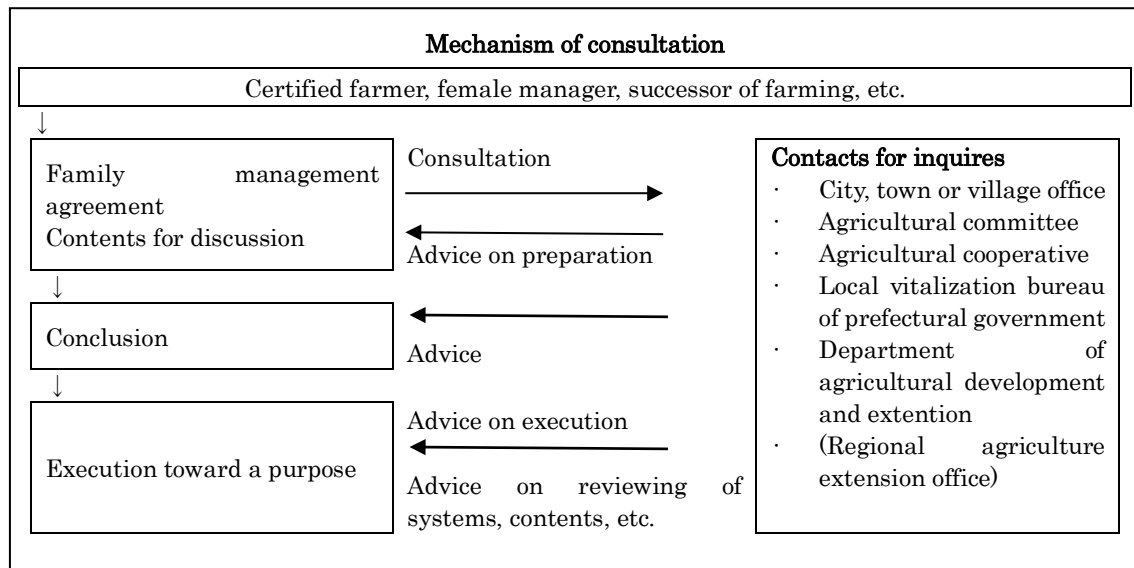 Mechanism of consultation
Certified farmer, female manager, successor of farming, etc.
↓
Family management
agreement
Contents for discussion
Consultation
Advice on preparation
↓
Conclusion
Advice
↓
Execution toward a purpose
Advice on execution
Advice on reviewing of
systems, contents, etc.
Contacts for inquires
· City, town or village office
· Agricultural committee
· Agricultural cooperative
· Local vitalization bureau
of prefectural government
· Department of
agricultural development
and extention
· (Regional agriculture
extension office)